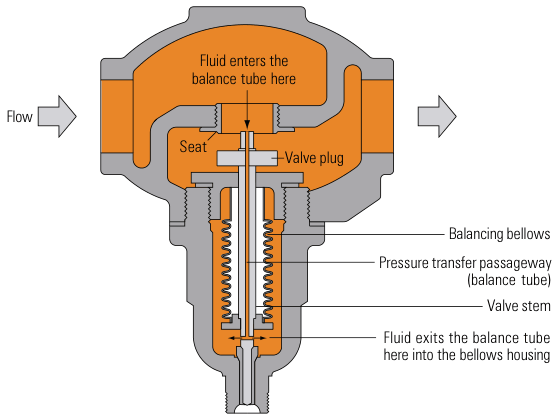 Fluid enters the
balance tube here
Flow
Seat
Valve plug
Balancing bellows
Pressure transfer passageway
(balance tube)
Valve stem
Fluid exits the balance tube
here into the bellows housing